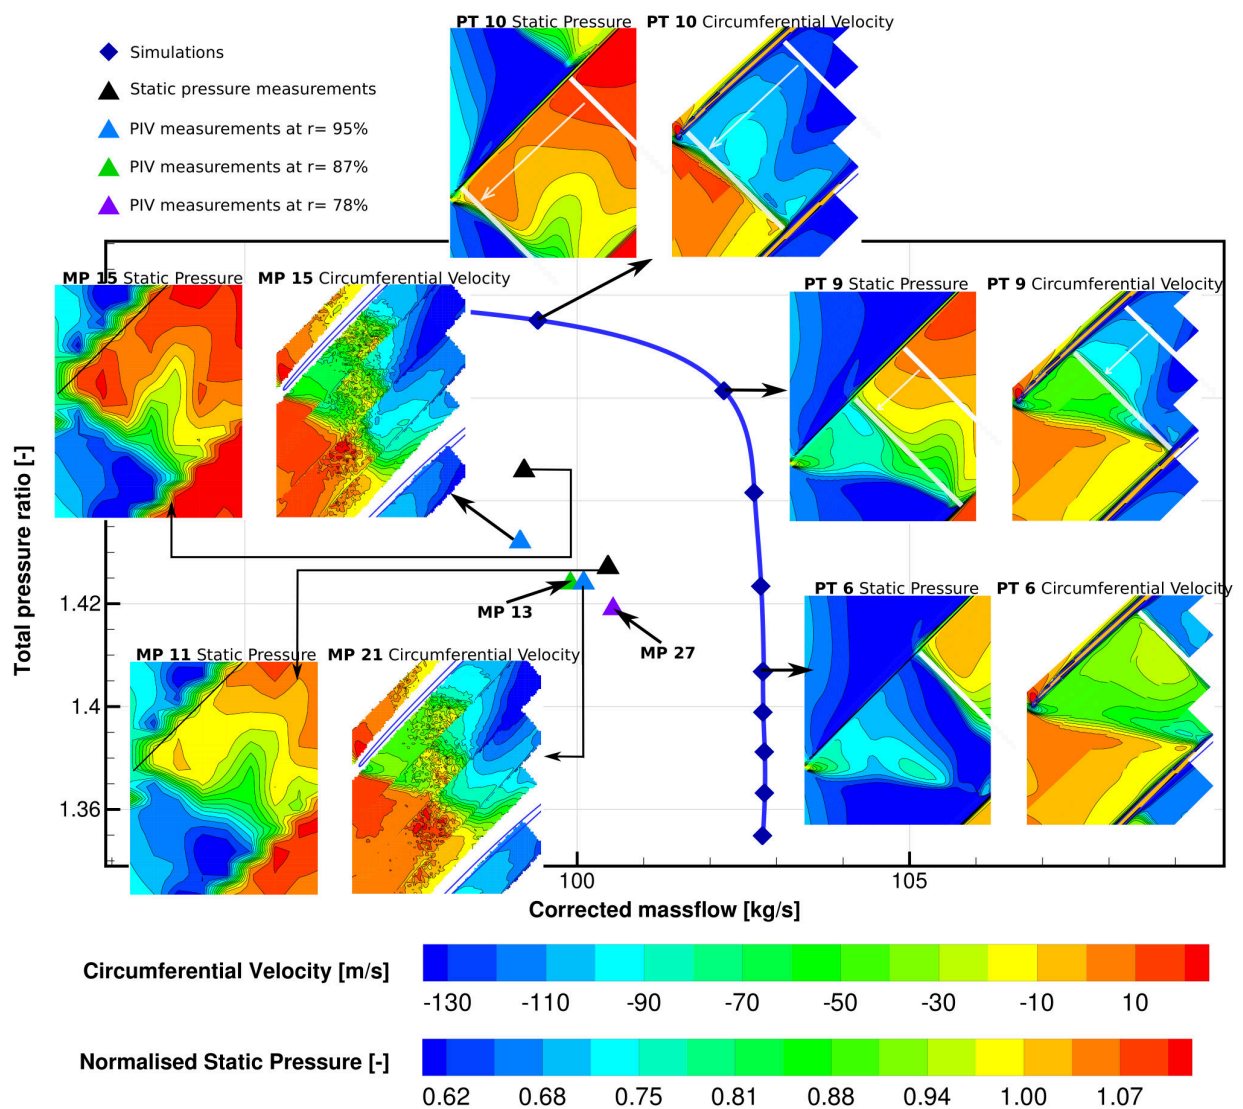 PT 10 Static Pressure
PT 10 Circumferential Velocity
Simulations
Static pressure measurements
PIV measurements at r= 95%
PIV measurements at r= 87%
PIV measurements at r= 78%
MP 15 Static Pressure
MP 15 Circumferential Velocity
PT 9 Static Pressure
PT 9 Circumferential Velocity
Total pressure ratio [-]
1.42
1.4
1.36
MP 13
MP 27
PT 6 Static Pressure
PT 6 Circumferential Velocity
MP 11 Static Pressure
MP 21 Circumferential Velocity
100
105
Corrected massflow [kg/s]
Circumferential Velocity [m/s]
-130 -110 -90 -70 -50 -30 -10 10
Normalised Static Pressure [-]
0.62 0.68 0.75 0.81 0.88 0.94 1.00 1.07